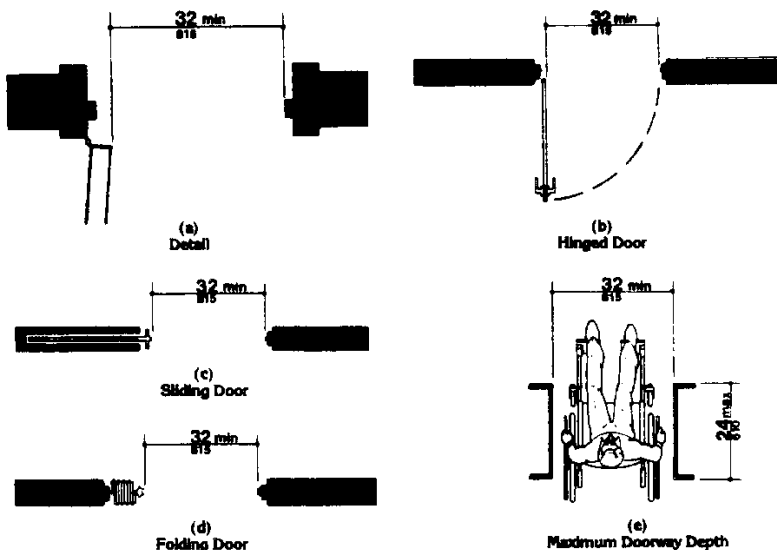 32 min
815
(a)
Detail
32 min
815
(b)
Hinged Door
32 min
815
(c)
Sliding Door
32 min
815
(d)
Folding Door
32 min
815
24 max
610
(e)
Maximum Doorway Depth